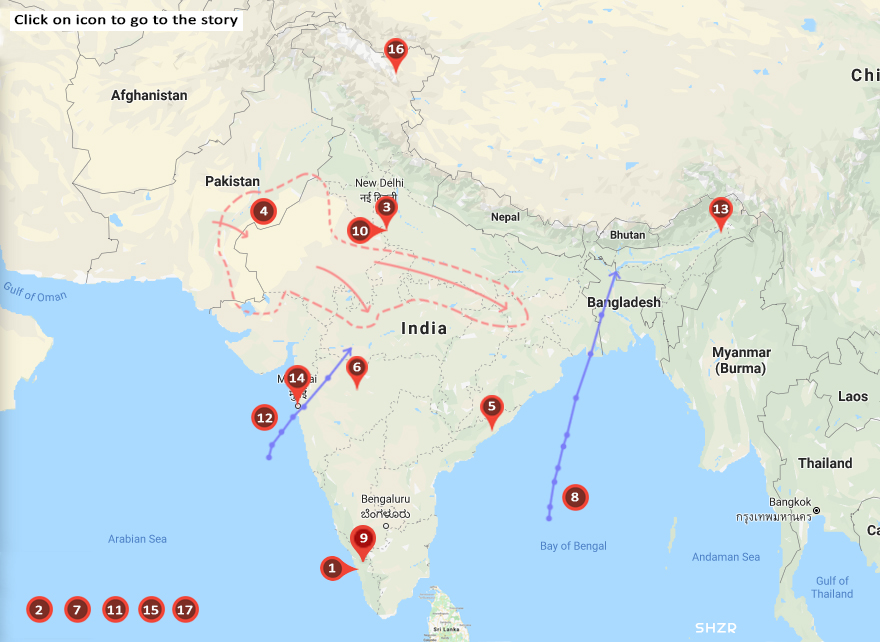 Click on icon to go to the story
16
Chi
Afghanistan
Pakistan
New Delhi
4
3
10
13
Nepal
Bhutan
Gulf of Oman
Bangladesh
India
Myanmar
(Burma)
14
6
12
5
Laos
Thailand
Bengaluru
ಬೆಂಗಳೂರು
8
Bangkok
กรุงเทพมหานคร
9
1
Arabian Sea
Bay of Bengal
Andaman Sea
Gulf of
Thailand
2
7
11
15
17
Sri Lanka
SHZR